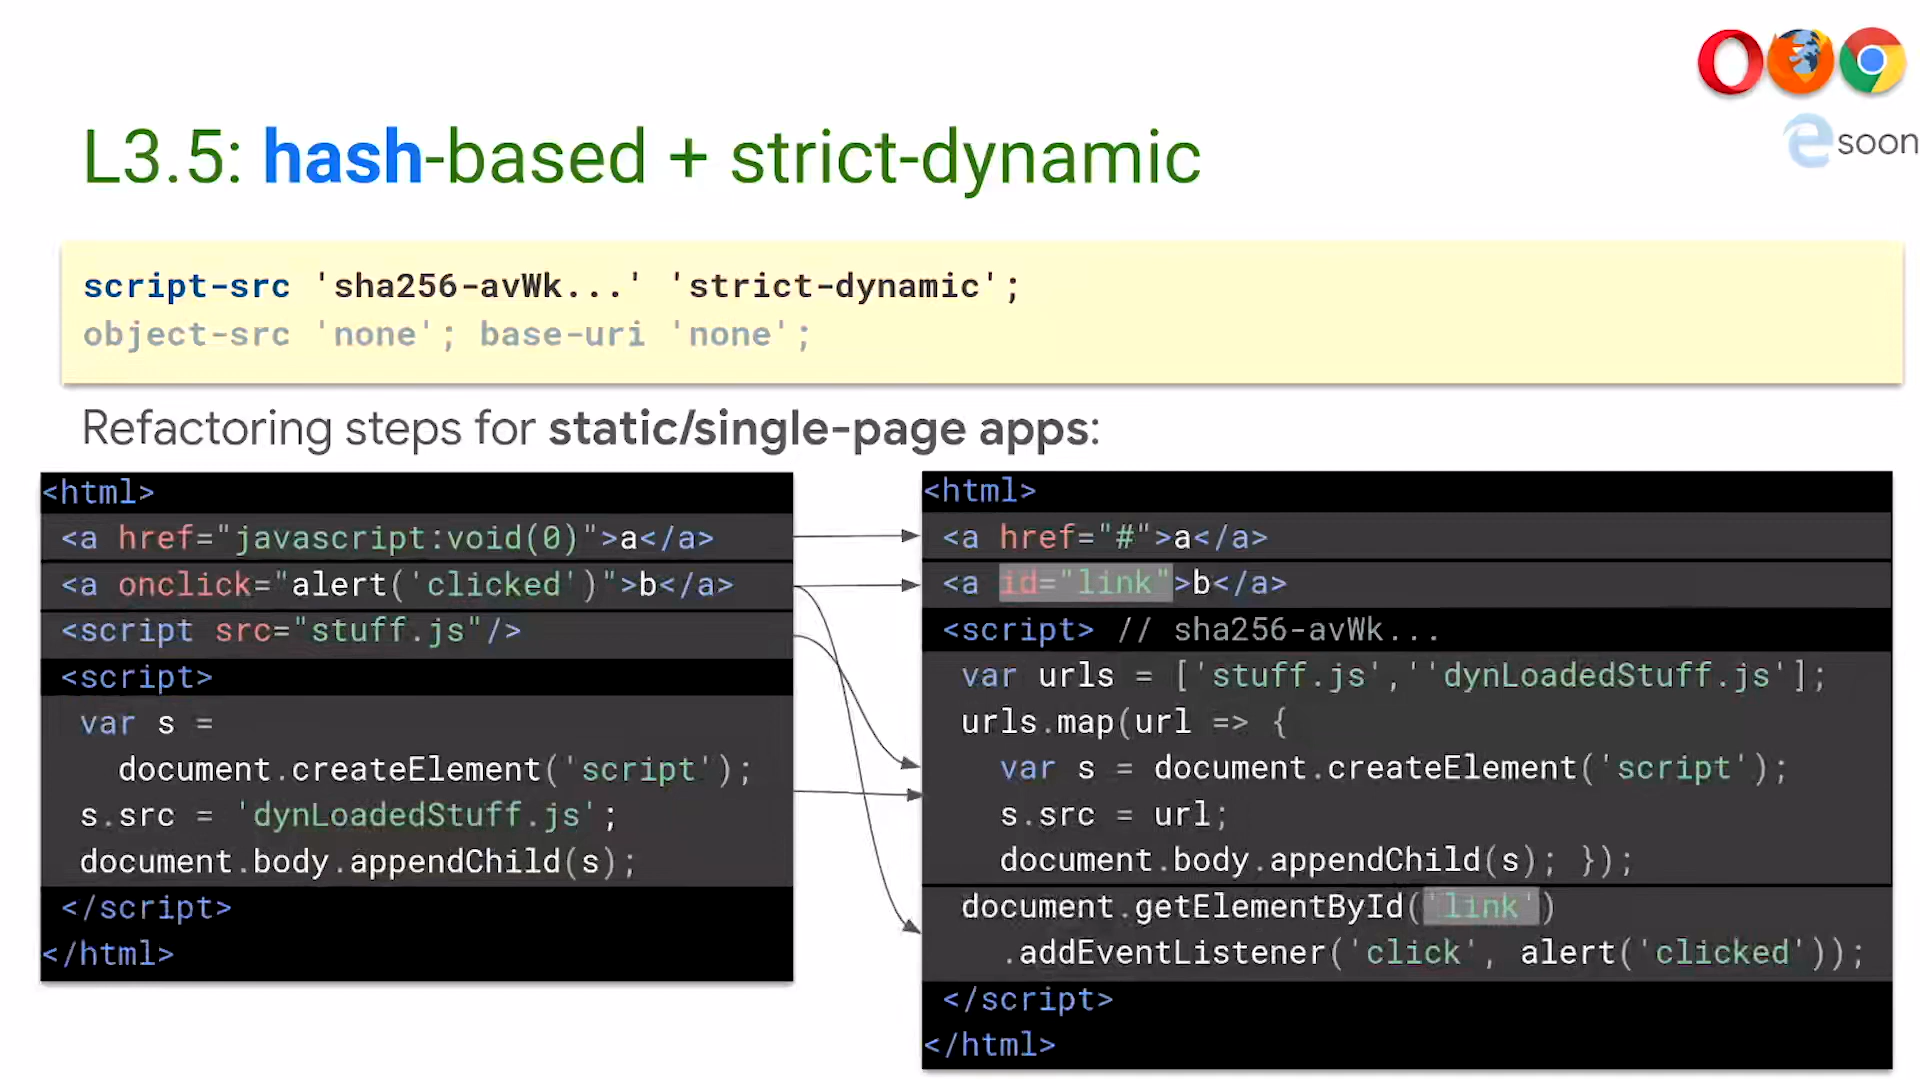 soon
L3.5: hash-based + strict-dynamic
script-src 'sha256-avWk...' 'strict-dynamic';
object-src 'none'; base-uri 'none';
Refactoring steps for static/single-page apps:
<html>
<a href="javascript:void(0)">a</a>
<a onclick="alert('clicked')">b</a>
<script src="stuff.js"/>
<script>
var s =
document.createElement('script');
s.src = 'dynLoadedStuff.js';
document.body.appendChild(s);
</script>
</html>
<html>
<a href="#">a</a>
<a id="link">b</a>
<script> // sha256-avWk...
var urls = ['stuff.js',''dynLoadedStuff.js'];
urls.map(url => {
var s = document.createElement('script');
s.src = url;
document.body.appendChild(s); });
document.getElementById('link')
.addEventListener('click', alert('clicked'));
</script>
</html>